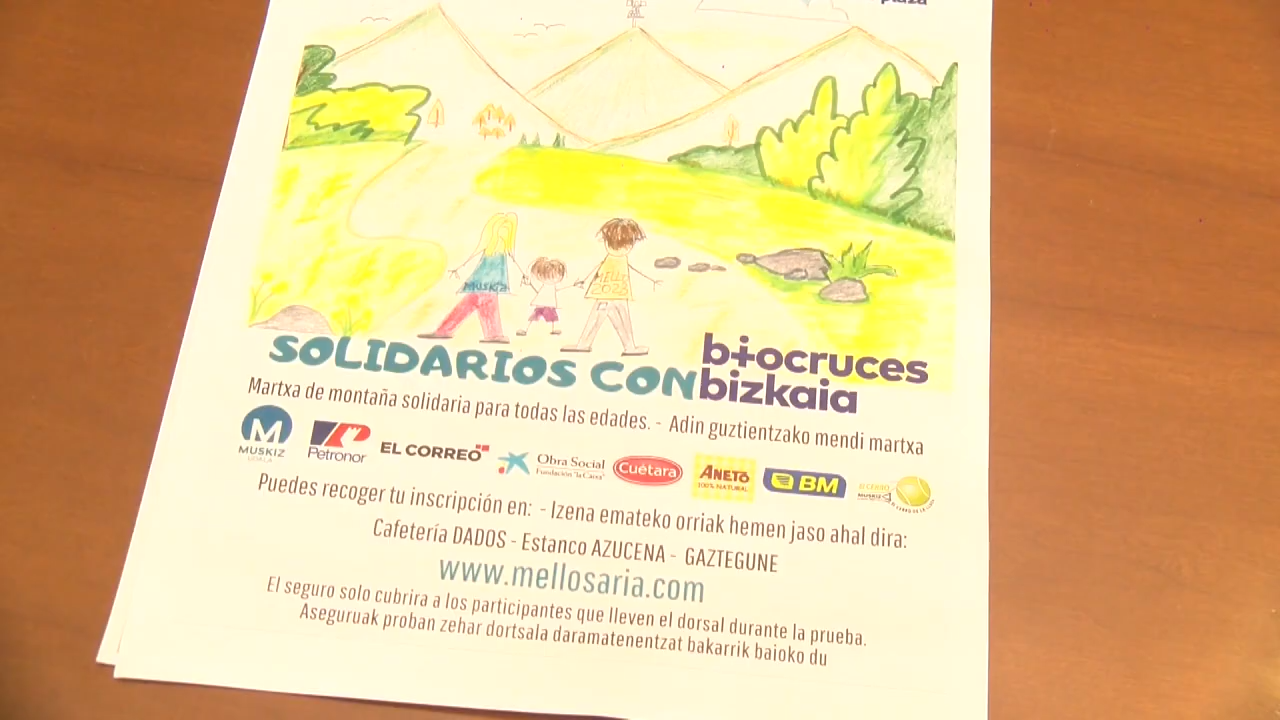 plaza
MUSKIZ
MELLO
2023
SOLIDARIOS CON
biocruces
bizkaia
Martxa de montaña solidaria para todas las edades. - Adin guztientzako mendi martxa
MUSKIZ
UDALA
Petronor
EL CORREO
Obra Social
Fundación "la Caixa"
Cuétara
ANETO
100% NATURAL
BM
MUSKIZ
Puedes recoger tu inscripción en: - Izena emateko orriak hemen jaso ahal dira:
Cafetería DADOS - Estanco AZUCENA - GAZTEGUNE
www.mellosaria.com
El seguro solo cubrira a los participantes que lleven el dorsal durante la prueba.
Aseguruak proban zehar dortsala daramatenentzat bakarrik baioko du